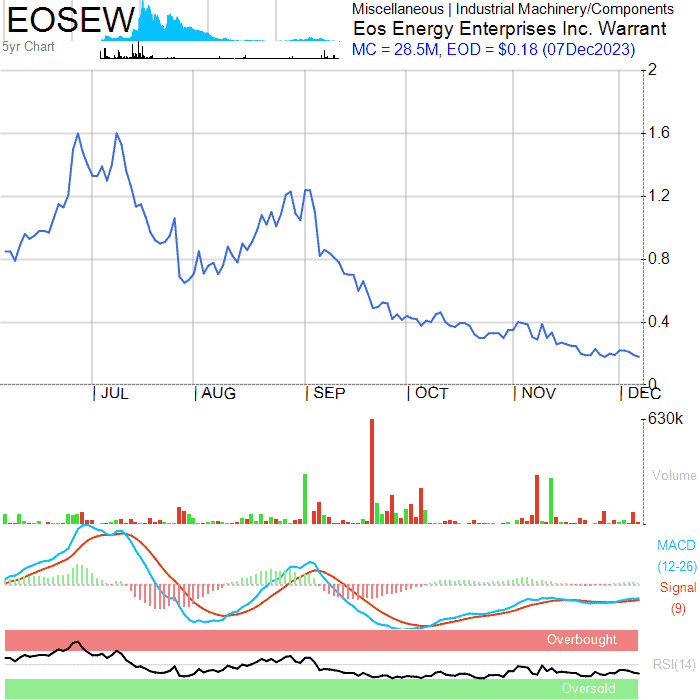 EOSEW
5yr Chart
Miscellaneous | Industrial Machinery/Components
Eos Energy Enterprises Inc. Warrant
MC = 28.5M, EOD = $0.18 (07Dec2023)
2
1.6
1.2
0.8
0.4
0
JUL AUG SEP OCT NOV DEC
630k
Volume
MACD
(12-26)
Signal
(9)
Overbought
RSI(14)
Oversold